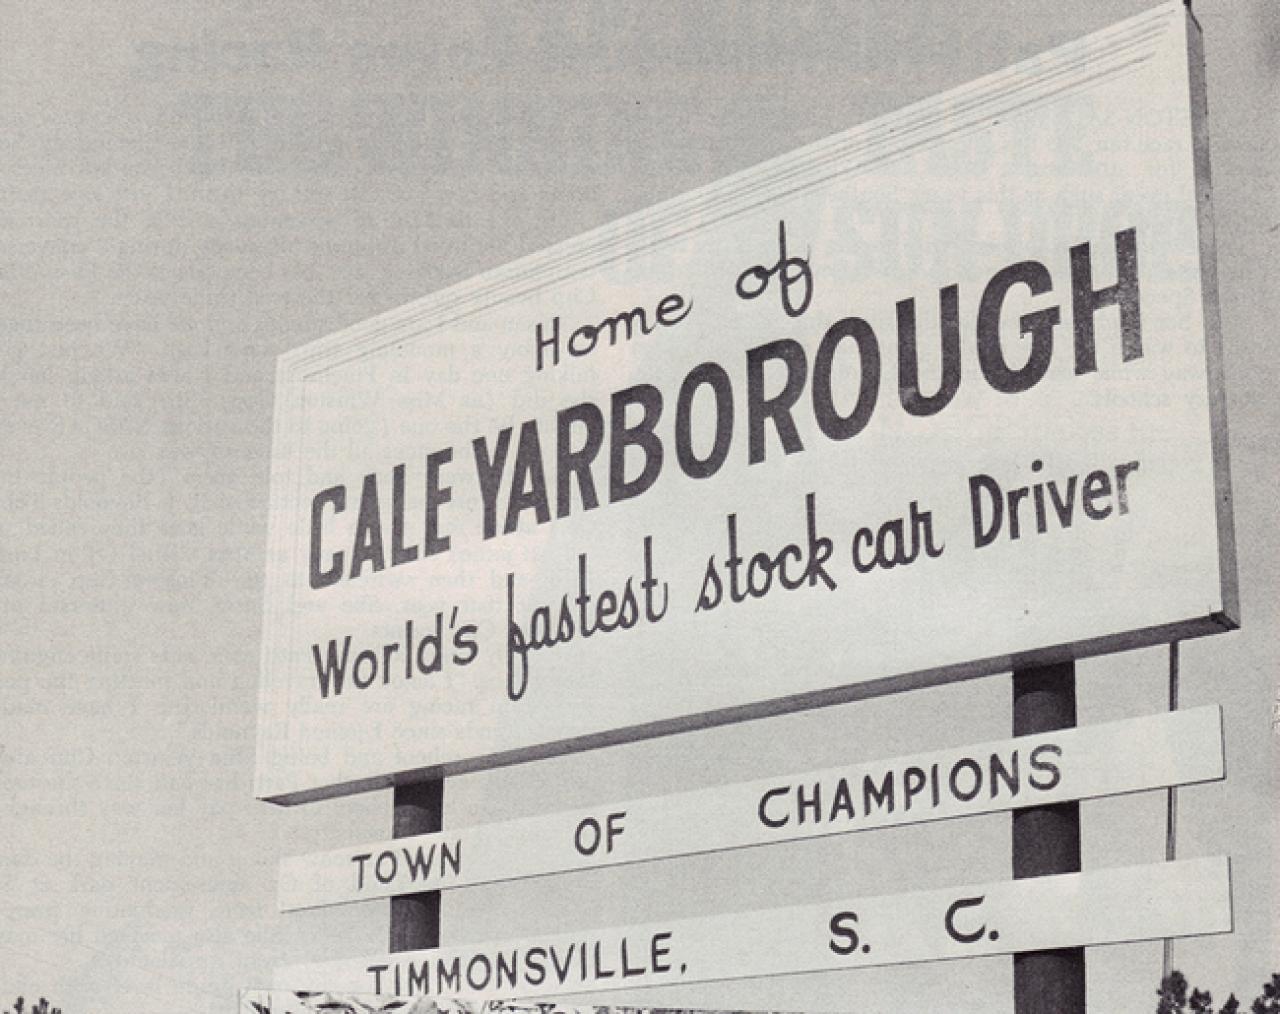 Home of
CALE YARBOROUGH
World's fastest stock car Driver
TOWN OF CHAMPIONS
TIMMONSVILLE, S. C.